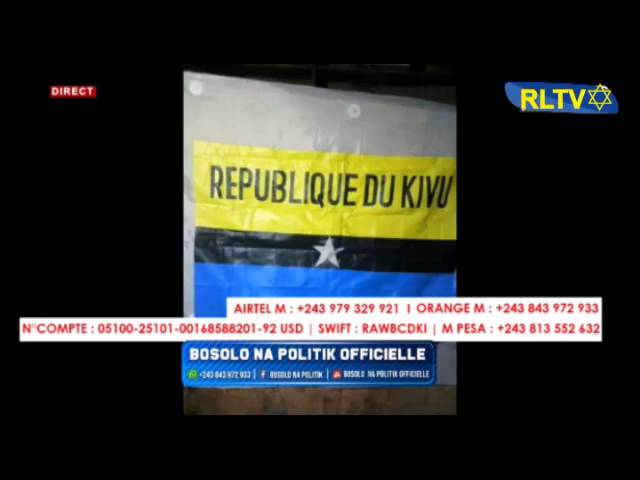 DIRECT
RLTV
REPUBLIQUE DU KIVU
AIRTEL M : +243 979 329 921 I ORANGE M : +243 843 972 933
N°COMPTE : 05100-25101-00168588201-92 USD | SWIFT : RAWBCDKI | M PESA : +243 813 552 632
BOSOLO NA POLITIK OFFICIELLE
+243 843 972 933 | BOSOLO NA POLITIK | BOSOLO NA POLITIK OFFICIELLE